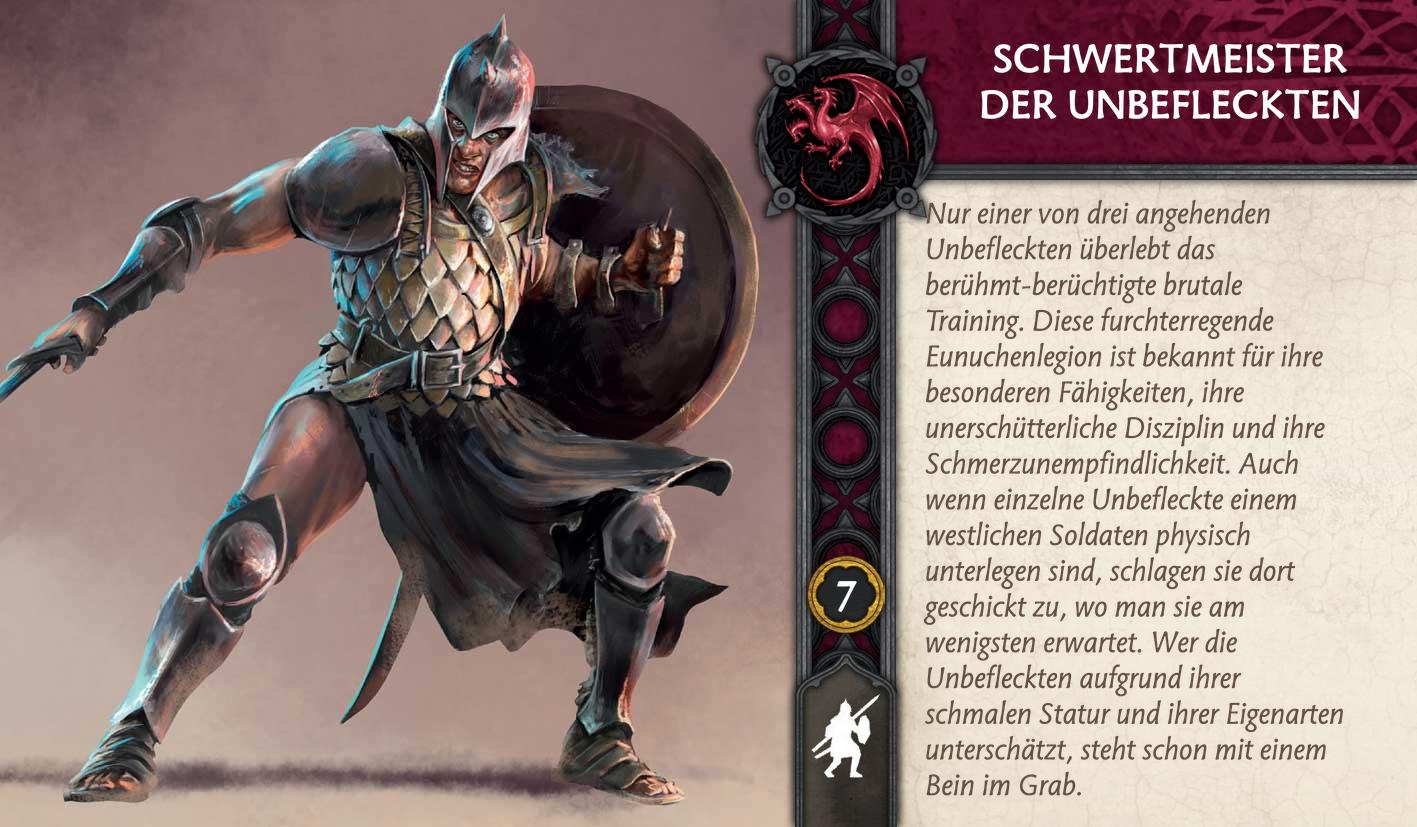 SCHWERTMEISTER
DER UNBEFLECKTEN
Nur einer von drei angehenden
Unbefleckten überlebt das
berühmt-berüchtigte brutale
Training. Diese furchterregende
Eunuchenlegion ist bekannt für ihre
besonderen Fähigkeiten, ihre
unerschütterliche Disziplin und ihre
Schmerzunempfindlichkeit. Auch
wenn einzelne Unbefleckte einem
westlichen Soldaten physisch
unterlegen sind, schlagen sie dort
geschickt zu, wo man sie am
wenigsten erwartet. Wer die
Unbefleckten aufgrund ihrer
schmalen Statur und ihrer Eigenarten
unterschätzt, steht schon mit einem
Bein im Grab.
7